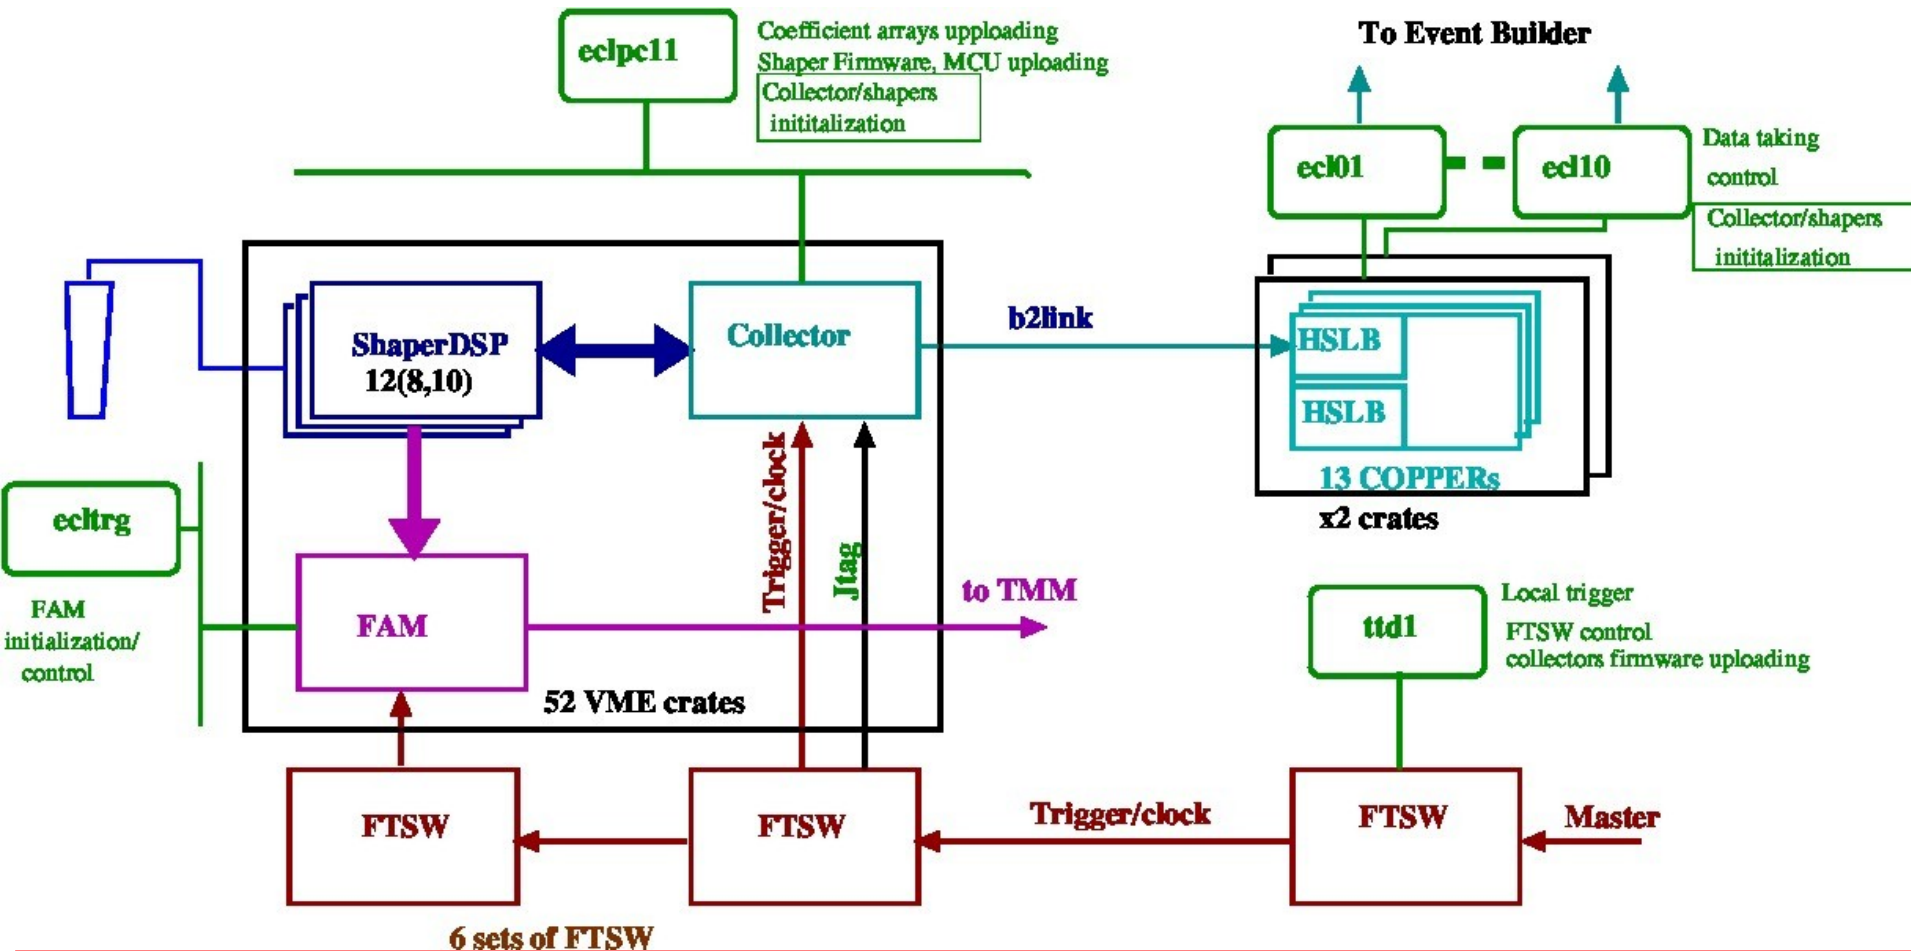 eclpc11
Coefficient arrays upploading
Shaper Firmware, MCU uploading
Collector/shapers
inititalization
To Event Builder
ecl01
ecl10
Data taking
control
Collector/shapers
inititalization
ShaperDSP
12(8,10)
Collector
b2link
HSLB
HSLB
13 COPPERs
x2 crates
ecltrg
FAM
initialization/
control
Trigger/clock
Jtag
FAM
to TMM
52 VME crates
ttd1
Local trigger
FTSW control
collectors firmware uploading
FTSW
FTSW
Trigger/clock
FTSW
Master
6 sets of FTSW